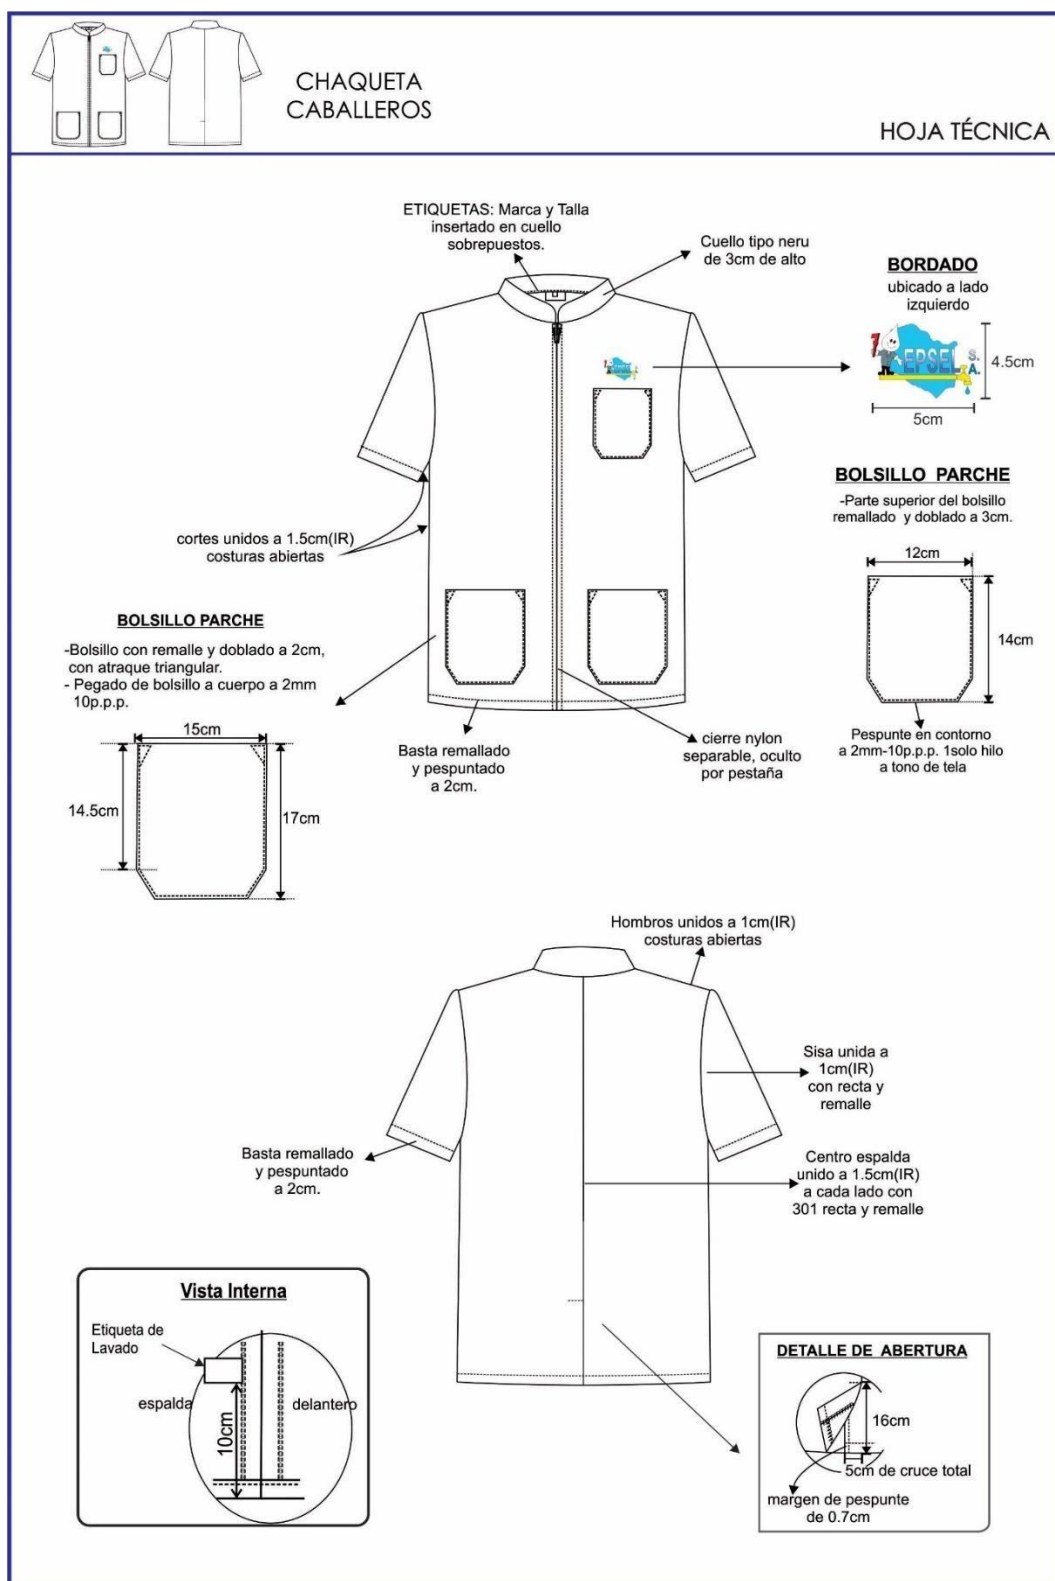 CHAQUETA
CABALLEROS
HOJA TÉCNICA
ETIQUETAS: Marca y Talla
insertado en cuello
sobrepuestos.
Cuello tipo neru
de 3cm de alto
BORDADO
ubicado a lado
izquierdo
EPSEL S.
A.
4.5cm
5cm
cortes unidos a 1.5cm(IR)
costuras abiertas
BOLSILLO PARCHE
-Parte superior del bolsillo
remallado y doblado a 3cm.
12cm
14cm
Pespunte en contorno
a 2mm-10p.p.p. 1solo hilo
a tono de tela
BOLSILLO PARCHE
-Bolsillo con remalle y doblado a 2cm,
con atraque triangular.
- Pegado de bolsillo a cuerpo a 2mm
10p.p.p.
15cm
14.5cm
17cm
Basta remallado
y pespuntado
a 2cm.
cierre nylon
separable, oculto
por pestaña
Hombros unidos a 1cm(IR)
costuras abiertas
Sisa unida a
1cm(IR)
con recta y
remalle
Basta remallado
y pespuntado
a 2cm.
Centro espalda
unido a 1.5cm(IR)
a cada lado con
301 recta y remalle
Vista Interna
Etiqueta de
Lavado
espalda
delantero
10cm
DETALLE DE ABERTURA
16cm
5cm de cruce total
margen de pespunte
de 0.7cm